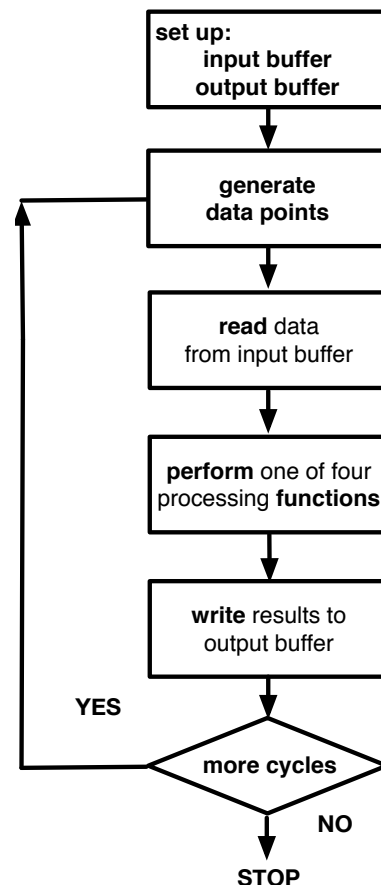 set up:
input buffer
output buffer
generate
data points
read data
from input buffer
perform one of four
processing functions
write results to
output buffer
YES
more cycles
NO
STOP